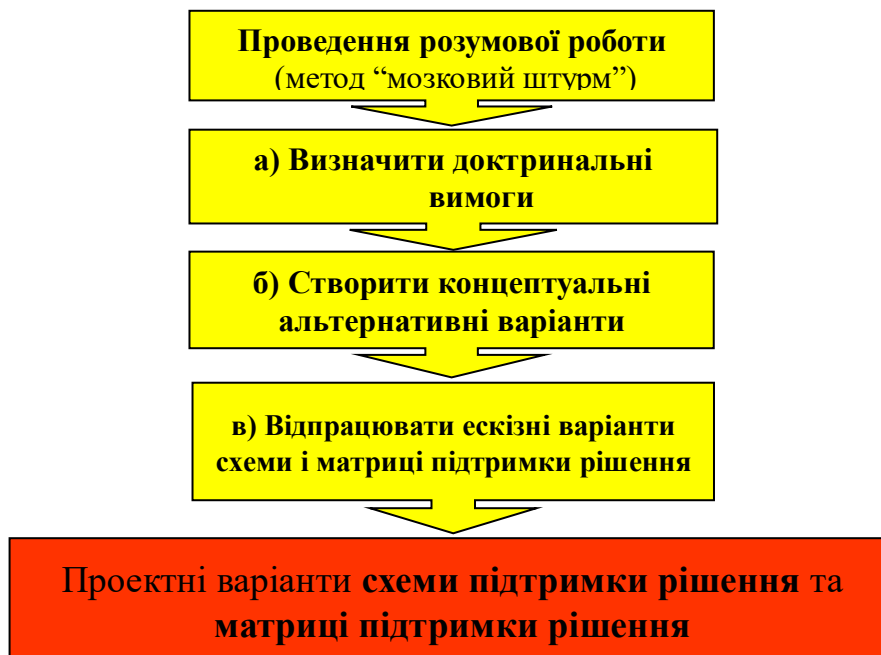 Проведення розумової роботи
(метод “мозковий штурм”)
а) Визначити доктринальні
вимоги
б) Створити концептуальні
альтернативні варіанти
в) Відпрацювати ескізні варіанти
схеми і матриці підтримки рішення
Проектні варіанти схеми підтримки рішення та
матриці підтримки рішення